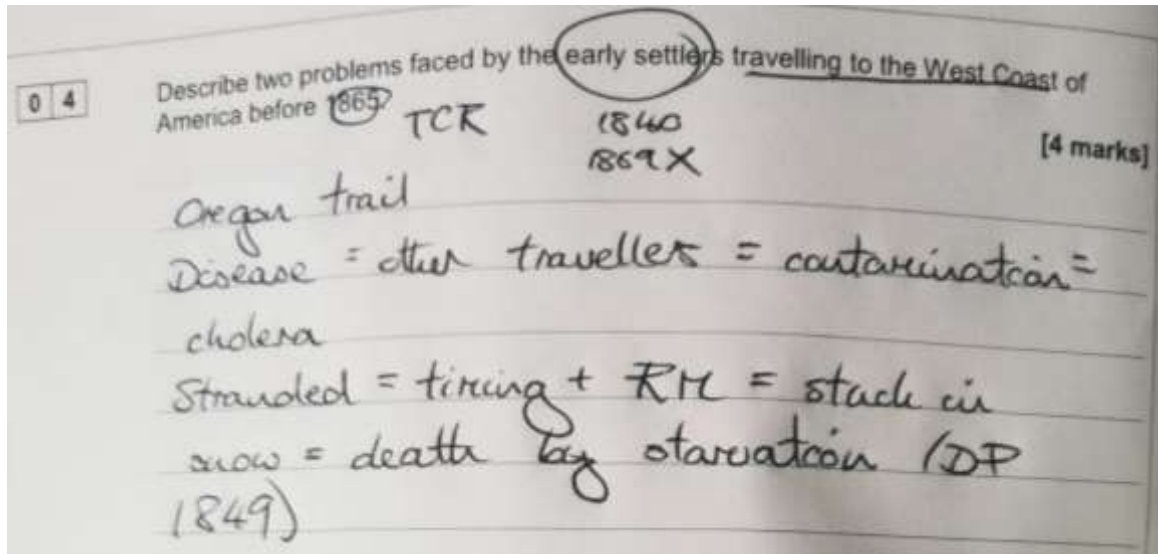 0 4
Describe two problems faced by the early settlers travelling to the West Coast of
America before 1865
TCR
1840
1869 X
[4 marks]
Oregon trail
Disease = other travellers = contamination =
cholera
Stranded = timing + RM = stuck in
snow = death by starvation (DP
1849)